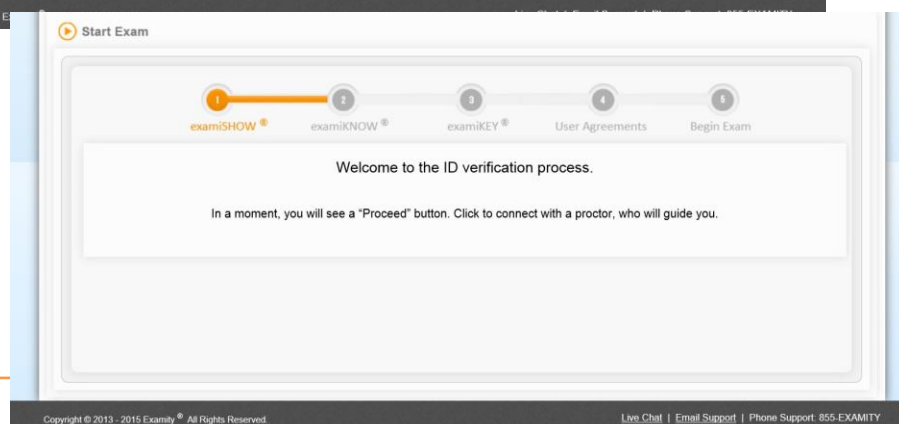 Start Exam
1 2 3 4 5
examiSHOW ® examiKNOW ® examiKEY ® User Agreements Begin Exam
Welcome to the ID verification process.
In a moment, you will see a “Proceed” button. Click to connect with a proctor, who will guide you.
Copyright © 2013 - 2015 Examity ® All Rights Reserved. Live Chat | Email Support | Phone Support: 855-EXAMITY